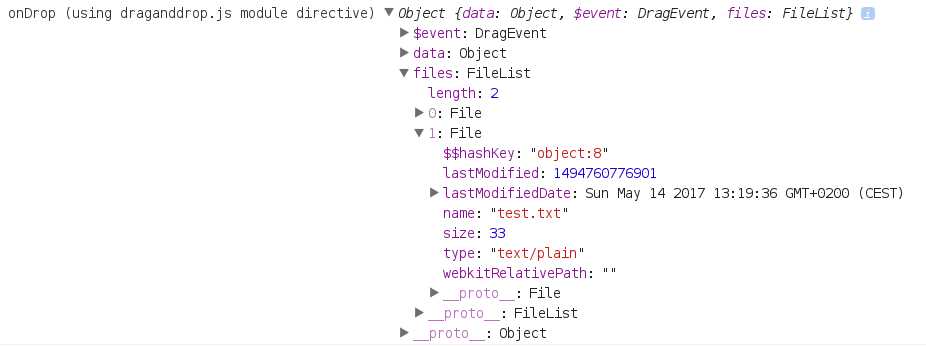 onDrop (using draganddrop.js module directive) ▼Object {data: Object, $event: DragEvent, files: FileList} i
▶$event: DragEvent
▶data: Object
▼files: FileList
length: 2
▶0: File
▼1: File
$$hashKey: "object:8"
lastModified: 1494760776901
▶lastModifiedDate: Sun May 14 2017 13:19:36 GMT+0200 (CEST)
name: "test.txt"
size: 33
type: "text/plain"
webkitRelativePath: ""
▶__proto__: File
▶__proto__: FileList
▶__proto__: Object